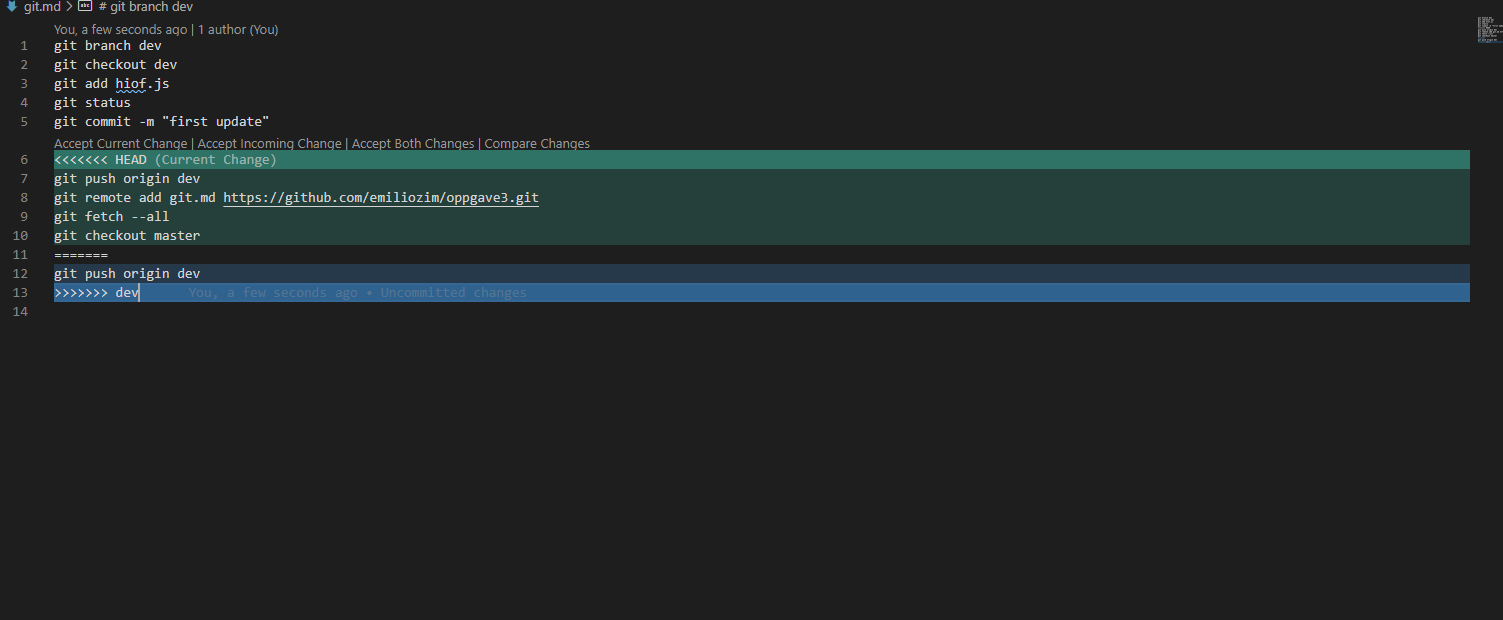 git.md > # git branch dev
You, a few seconds ago | 1 author (You)
1 git branch dev
2 git checkout dev
3 git add hiof.js
4 git status
5 git commit -m "first update"
Accept Current Change | Accept Incoming Change | Accept Both Changes | Compare Changes
6 <<<<<<< HEAD (Current Change)
7 git push origin dev
8 git remote add git.md https://github.com/emiliozim/oppgave3.git
9 git fetch --all
10 git checkout master
11 =======
12 git push origin dev
13 >>>>>>> dev You, a few seconds ago • Uncommitted changes
14